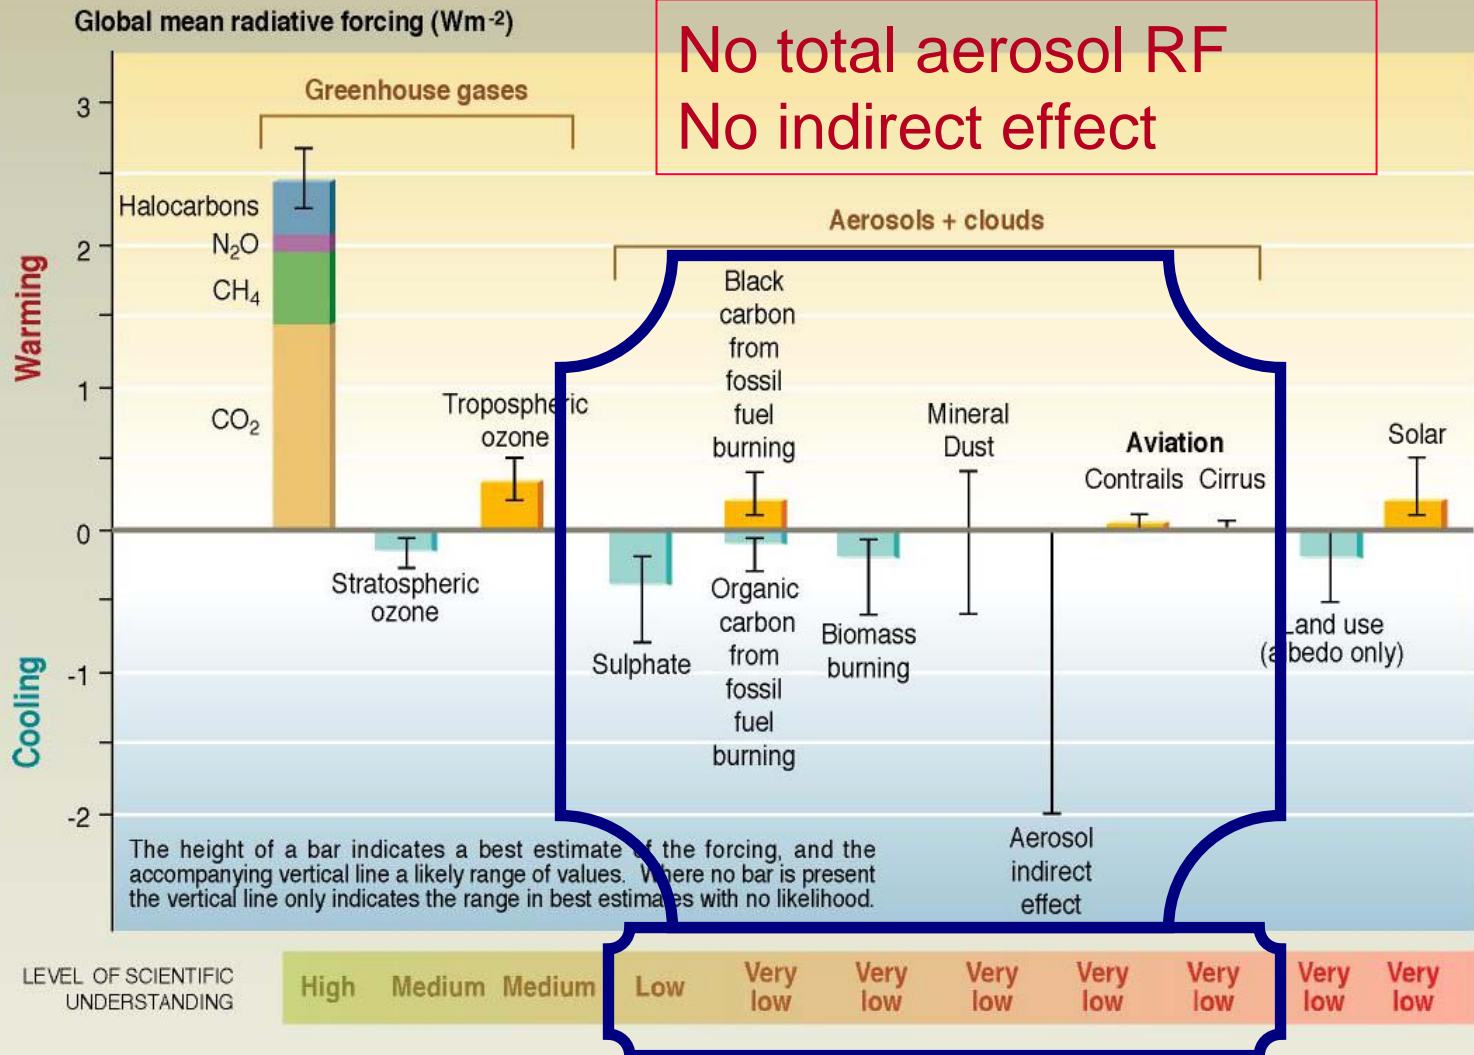 Global mean radiative forcing (Wm-2)
No total aerosol RF
No indirect effect
Greenhouse gases
Aerosols + clouds
3
2
1
0
-1
-2
Warming
Cooling
Halocarbons
N2O
CH4
CO2
Stratospheric
ozone
Tropospheric
ozone
Sulphate
Black
carbon
from
fossil
fuel
burning
Organic
carbon
from
fossil
fuel
burning
Biomass
burning
Mineral
Dust
Aerosol
indirect
effect
Aviation
Contrails Cirrus
Land use
(albedo only)
Solar
The height of a bar indicates a best estimate of the forcing, and the
accompanying vertical line a likely range of values. Where no bar is present
the vertical line only indicates the range in best estimates with no likelihood.
LEVEL OF SCIENTIFIC
UNDERSTANDING
High
Medium
Medium
Low
Very
low
Very
low
Very
low
Very
low
Very
low
Very
low
Very
low